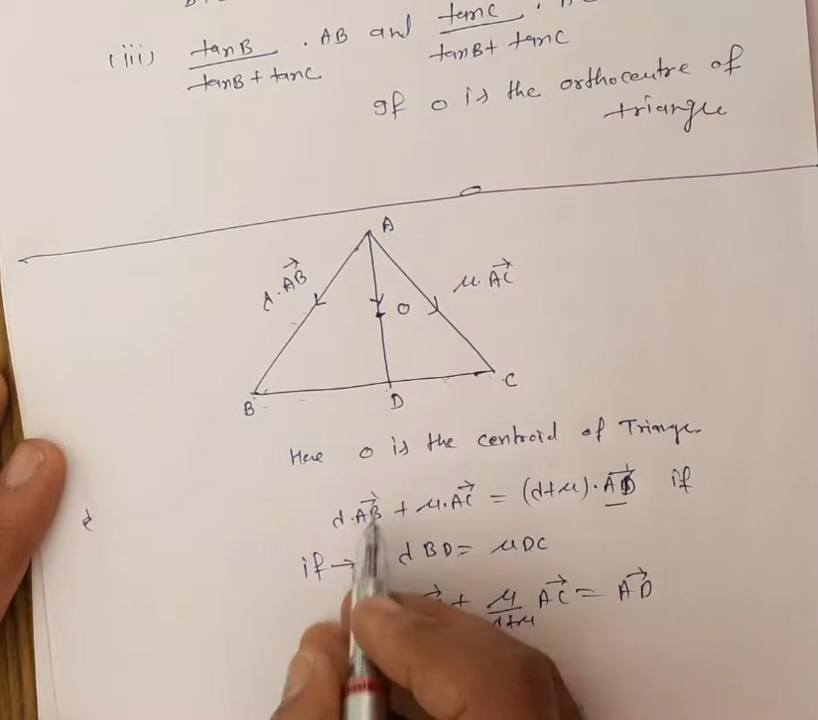 (iii) tanB / tanB + tanC . AB and tanC / tanB + tanC .
If O is the orthocentre of
triangle
A
λ.AB→
μ.AC→
O
B
D
C
Here O is the centroid of Triange
λ.AB→ + μ.AC→ = (λ+μ).AD→ if
if → λBD = μDC
+ μ/λ+μ AC→ = AD→